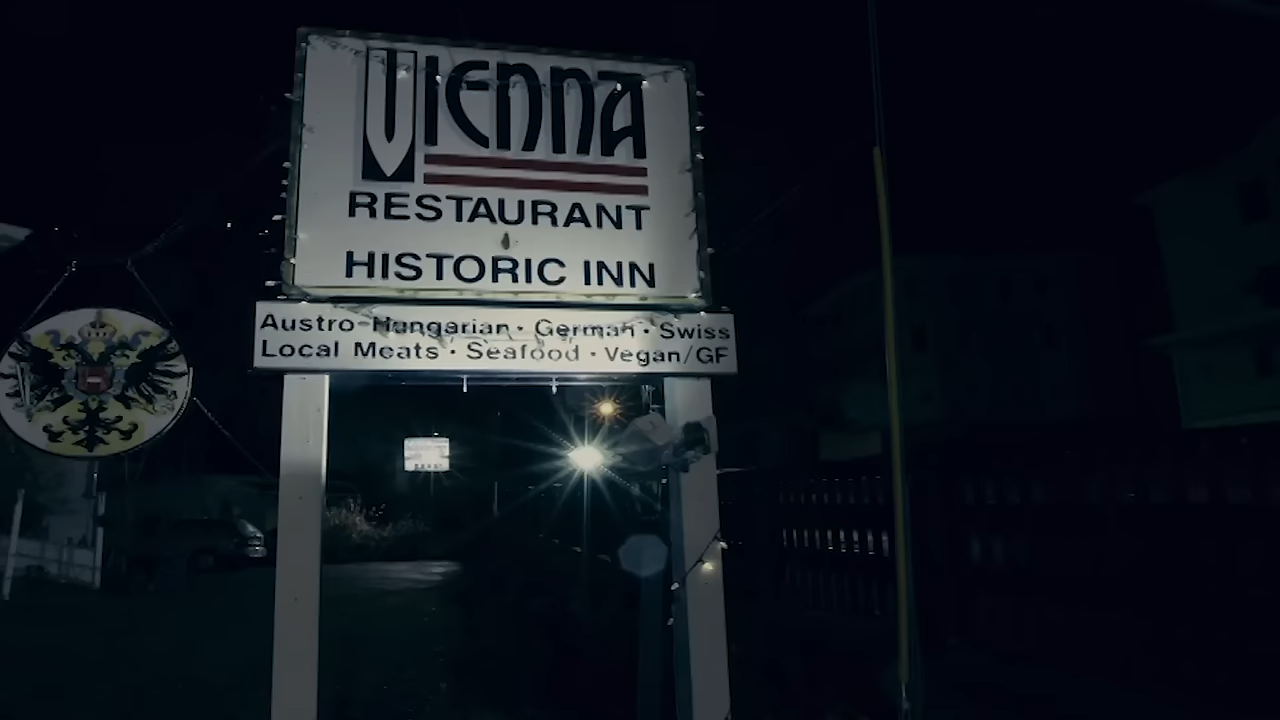 Vienna
RESTAURANT
HISTORIC INN
Austro-Hungarian · German · Swiss
Local Meats · Seafood · Vegan/GF